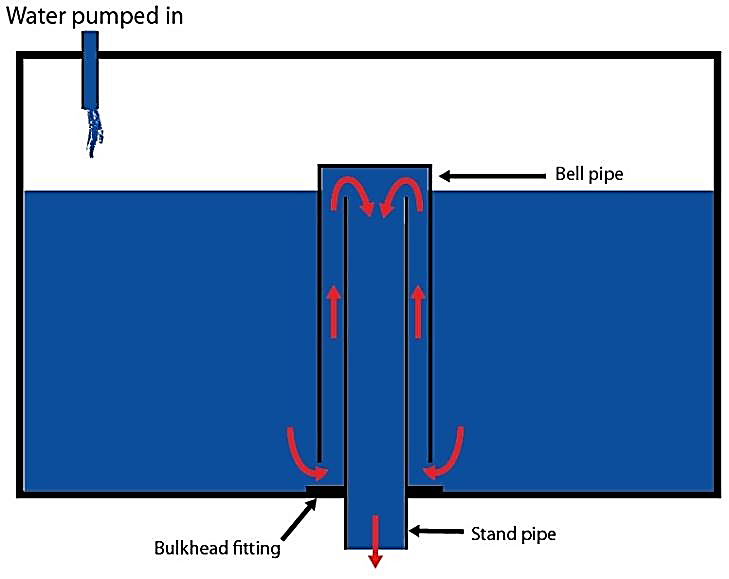 Water pumped in
Bell pipe
Stand pipe
Bulkhead fitting